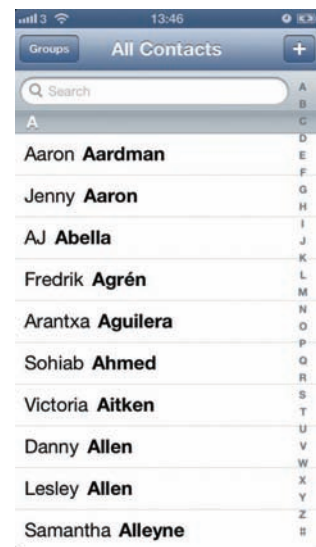 3 13:46
Groups All Contacts +
Search
A
Aaron Aardman
Jenny Aaron
AJ Abella
Fredrik Agrén
Arantxa Aguilera
Sohiab Ahmed
Victoria Aitken
Danny Allen
Lesley Allen
Samantha Alleyne
A
B
C
D
E
F
G
H
I
J
K
L
M
N
O
P
Q
R
S
T
U
V
W
X
Y
Z
#